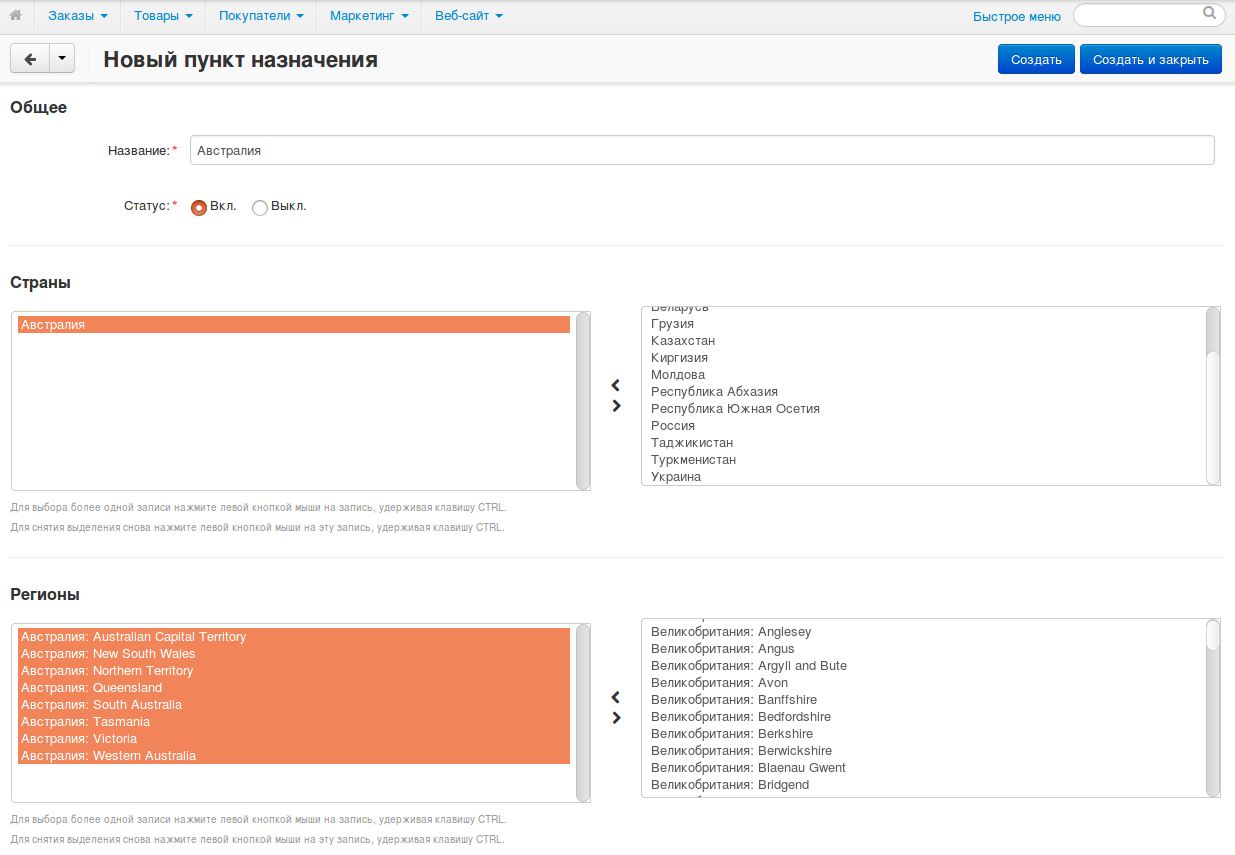 Заказы Товары Покупатели Маркетинг Веб-сайт Быстрое меню
Новый пункт назначения Создать Создать и закрыть
Общее
Название:* Австралия
Статус:* Вкл. Выкл.
Страны
Австралия
Беларусь
Грузия
Казахстан
Киргизия
Молдова
Республика Абхазия
Республика Южная Осетия
Россия
Таджикистан
Туркменистан
Украина
Для выбора более одной записи нажмите левой кнопкой мыши на запись, удерживая клавишу CTRL.
Для снятия выделения снова нажмите левой кнопкой мыши на эту запись, удерживая клавишу CTRL.
Регионы
Австралия: Australian Capital Territory
Австралия: New South Wales
Австралия: Northern Territory
Австралия: Queensland
Австралия: South Australia
Австралия: Tasmania
Австралия: Victoria
Австралия: Western Australia
Великобритания: Anglesey
Великобритания: Angus
Великобритания: Argyll and Bute
Великобритания: Avon
Великобритания: Banffshire
Великобритания: Bedfordshire
Великобритания: Berkshire
Великобритания: Berwickshire
Великобритания: Blaenau Gwent
Великобритания: Bridgend
Для выбора более одной записи нажмите левой кнопкой мыши на запись, удерживая клавишу CTRL.
Для снятия выделения снова нажмите левой кнопкой мыши на эту запись, удерживая клавишу CTRL.